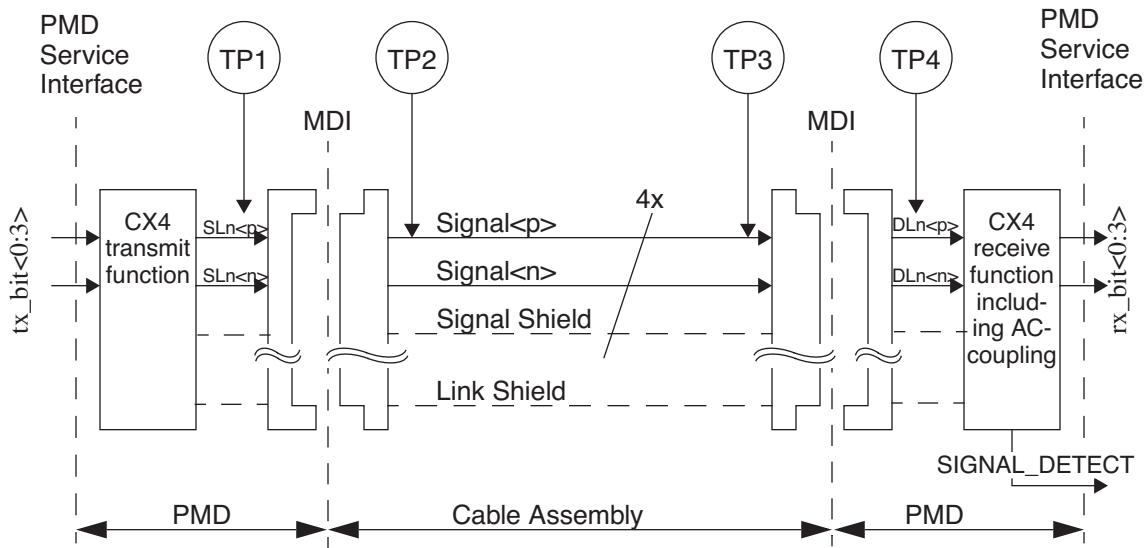 PMD
Service
Interface
TP1
TP2
TP3
TP4
PMD
Service
Interface
MDI
MDI
tx_bit<0:3>
CX4
transmit
function
SLn<p>
SLn<n>
Signal<p>
Signal<n>
Signal Shield
Link Shield
4x
DLn<p>
DLn<n>
CX4
receive
function
includ-
ing AC-
coupling
rx_bit<0:3>
SIGNAL_DETECT
PMD
Cable Assembly
PMD